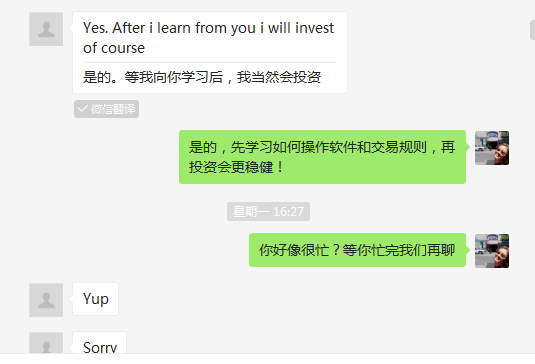 Yes. After i learn from you i will invest
of course
是的。等我向你学习后，我当然会投资
微信翻译
是的，先学习如何操作软件和交易规则，再
投资会更稳健！
星期一 16:27
你好像很忙？等你忙完我们再聊
Yup
Sorry